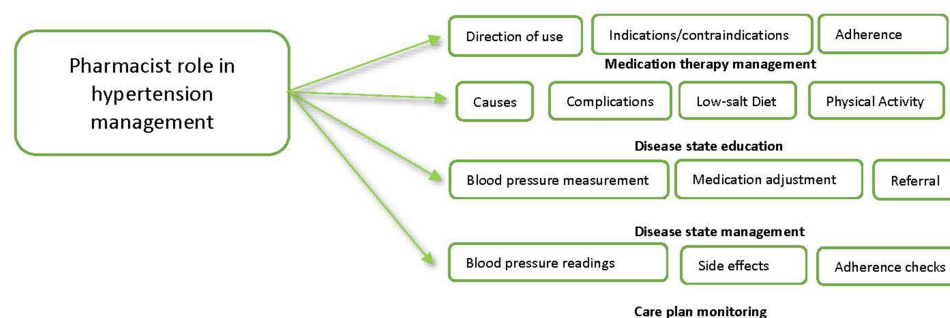 Pharmacist role in
hypertension
management
Direction of use
Indications/contraindications
Adherence
Medication therapy management
Causes
Complications
Low-salt Diet
Physical Activity
Disease state education
Blood pressure measurement
Medication adjustment
Referral
Disease state management
Blood pressure readings
Side effects
Adherence checks
Care plan monitoring